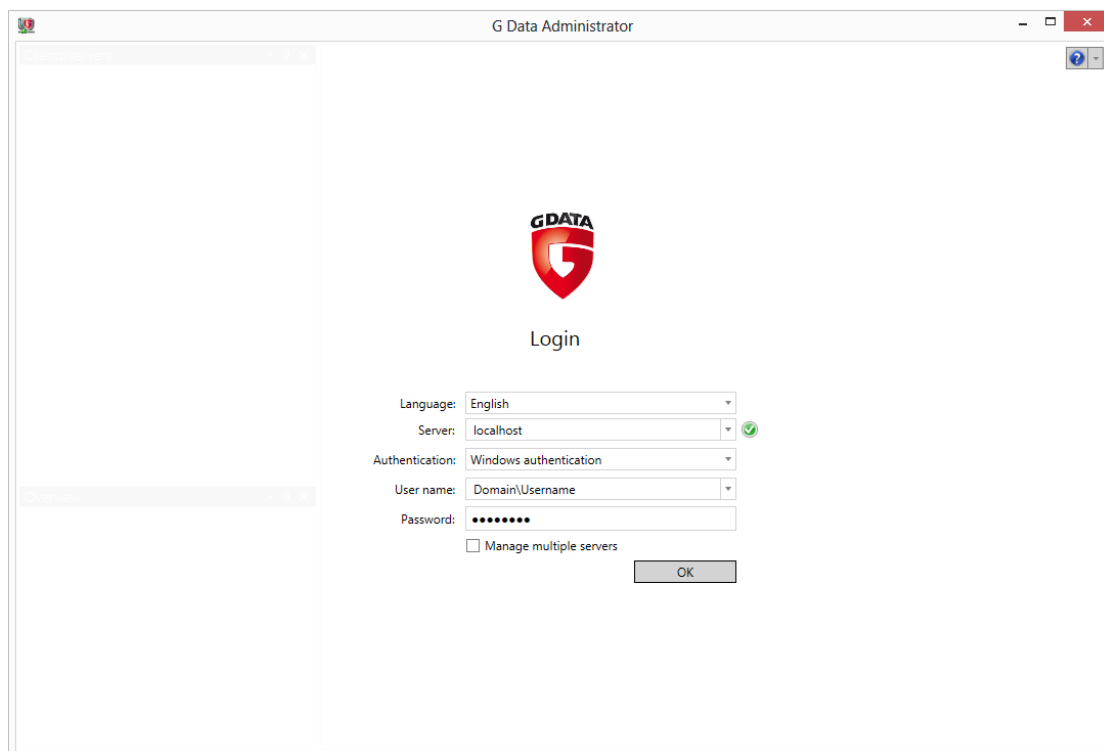 G Data Administrator
GDATA
Login
Language: English
Server: localhost
Authentication: Windows authentication
User name: Domain\Username
Password: ••••••••
Manage multiple servers
OK
Overview